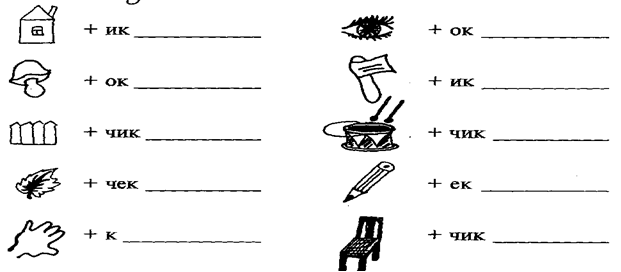 + ик + ок
+ ок + ик
+ чик + чик
+ чек + ек
+ к + чик